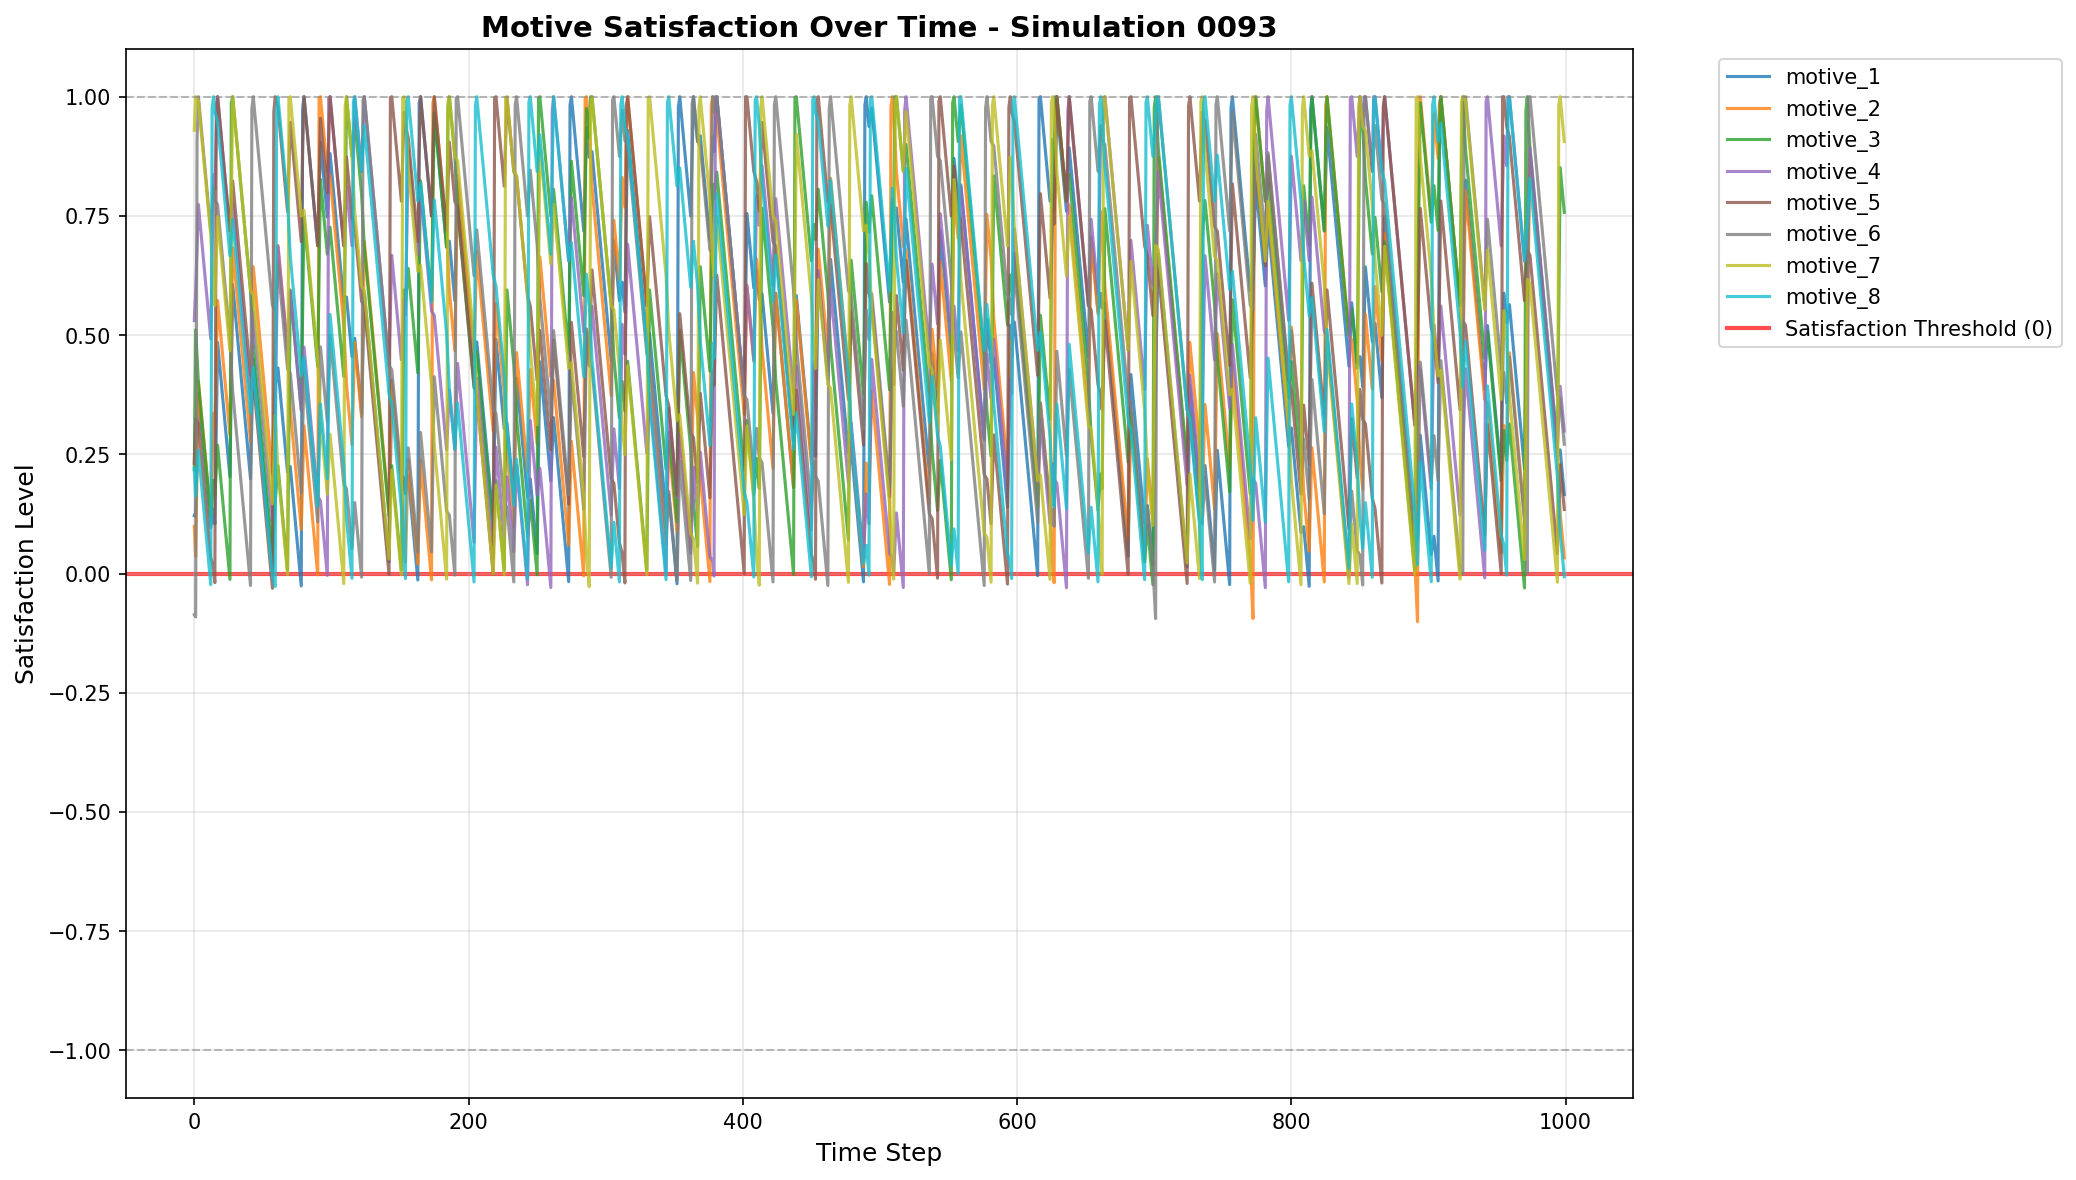 Motive Satisfaction Over Time - Simulation 0093
Satisfaction Level
1.00
0.75
0.50
0.25
0.00
−0.25
−0.50
−0.75
−1.00
0
200
400
600
800
1000
Time Step
motive_1
motive_2
motive_3
motive_4
motive_5
motive_6
motive_7
motive_8
Satisfaction Threshold (0)